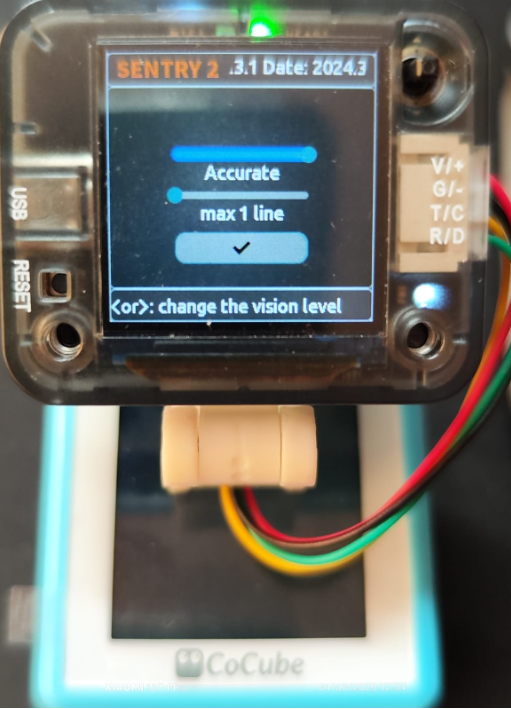 SENTRY 2 .3.1 Date: 2024.3
Accurate
max 1 line
<or>: change the vision level
USB
RESET
V/+
G/-
T/C
R/D
CoCube